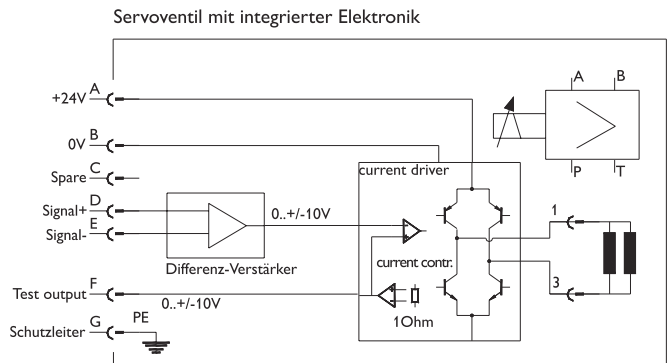 Servoventil mit integrierter Elektronik
+24V A
A B
0V B
P T
Spare C
current driver
Signal+ D
0..+/-10V
1
Signal- E
current contr.
Differenz-Verstärker
3
Test output F
0..+/-10V
1Ohm
Schutzleiter G
PE